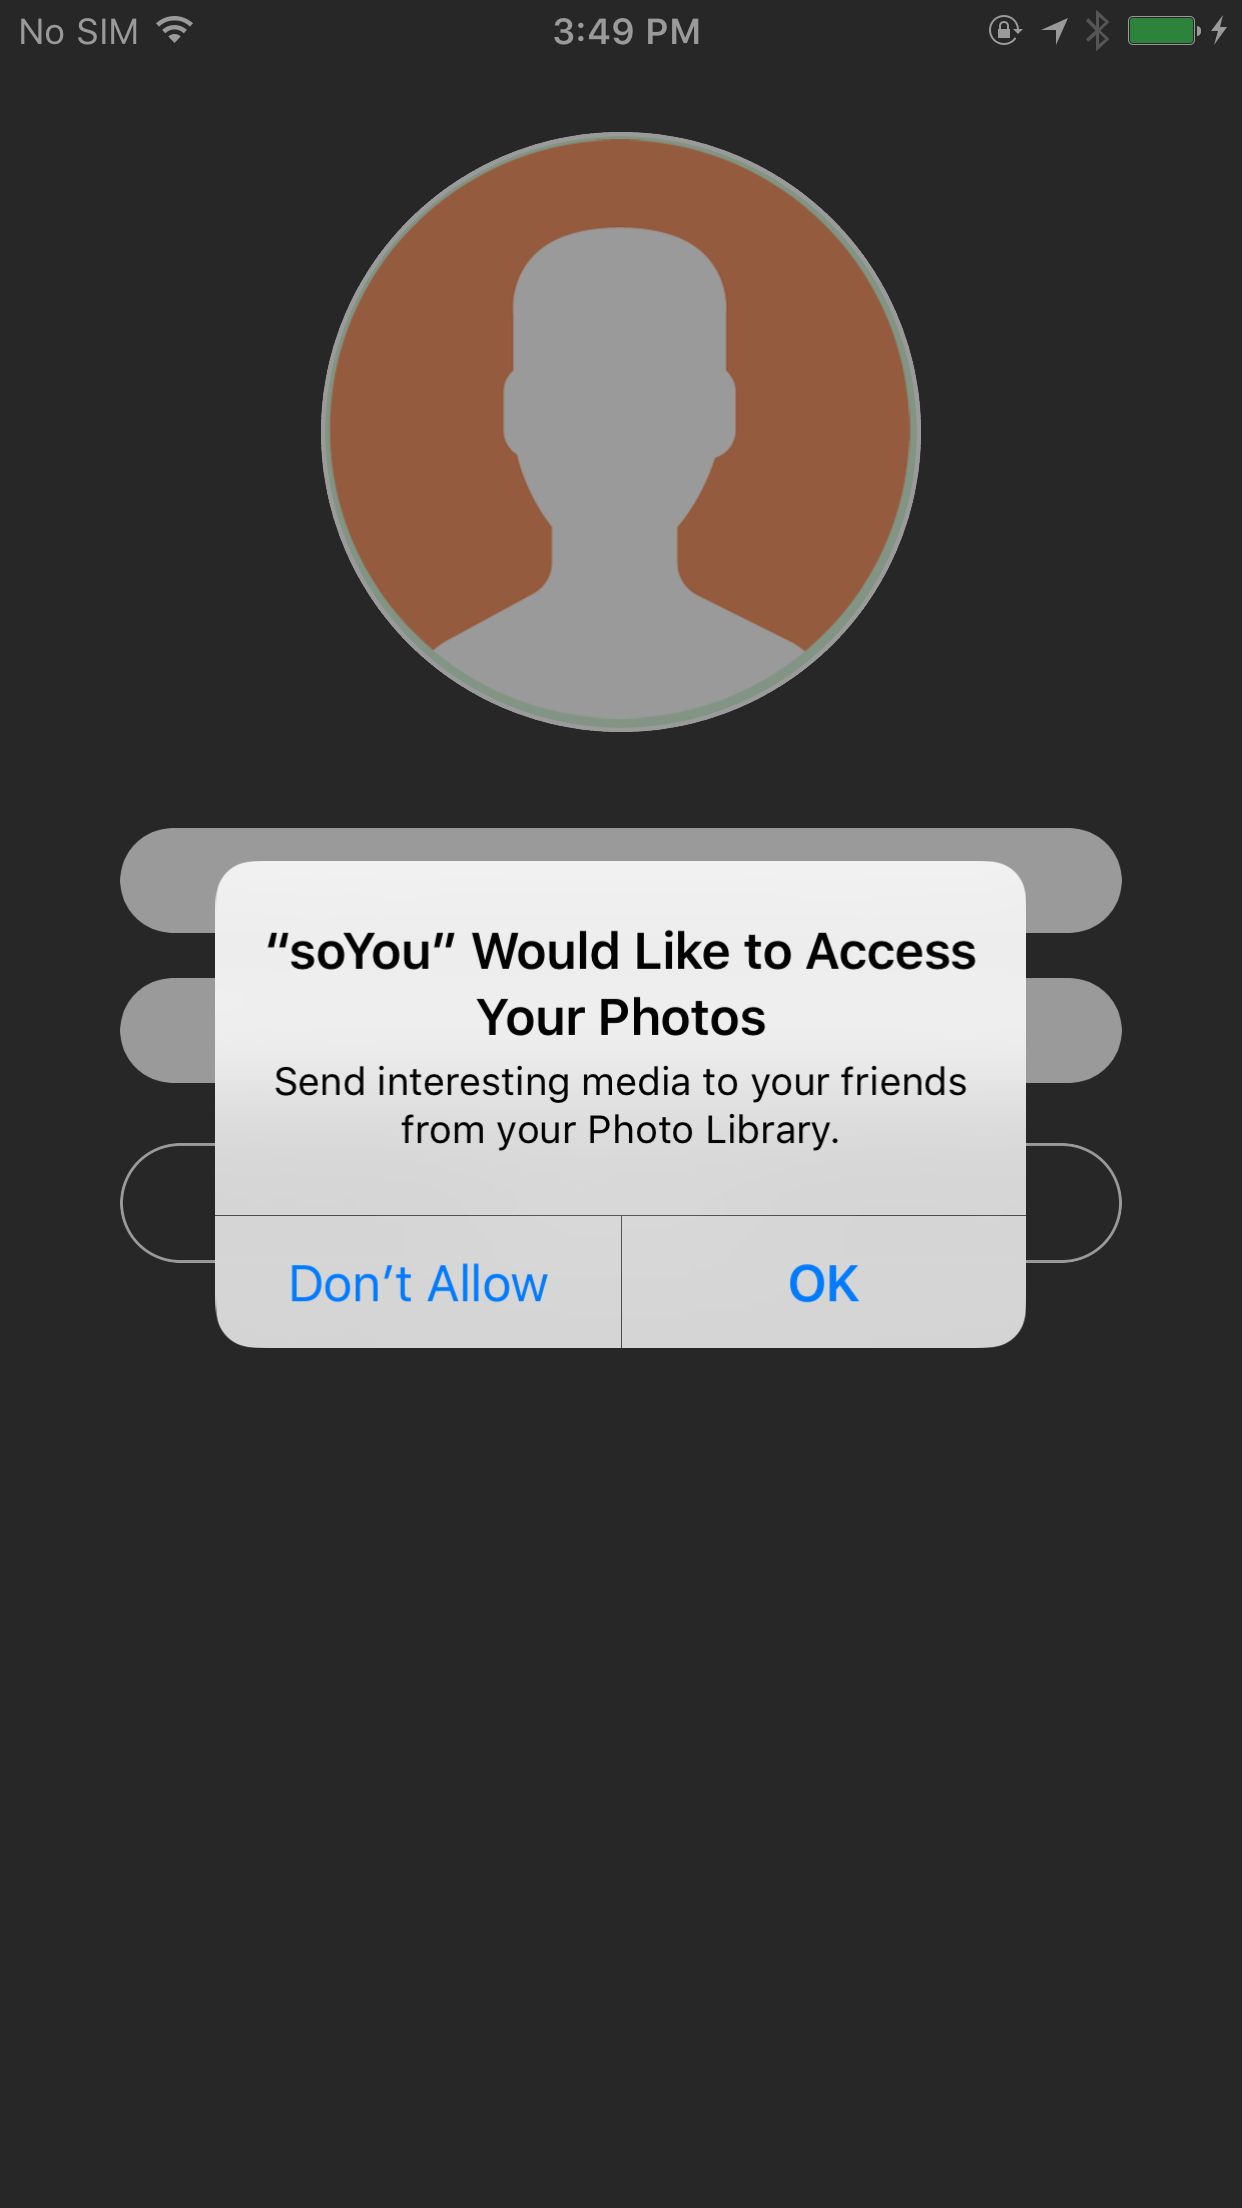 No SIM 3:49 PM
“soYou” Would Like to Access
Your Photos
Send interesting media to your friends
from your Photo Library.
Don’t Allow OK